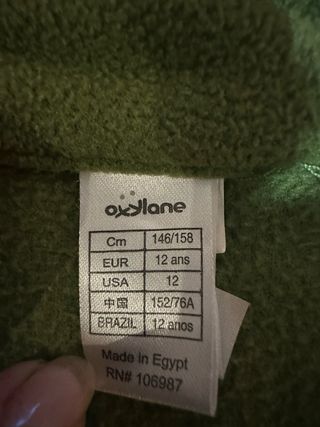 oxylane
Cm 146/158
EUR 12 ans
USA 12
中国 152/76A
BRAZIL 12 anos
Made in Egypt
RN# 106987